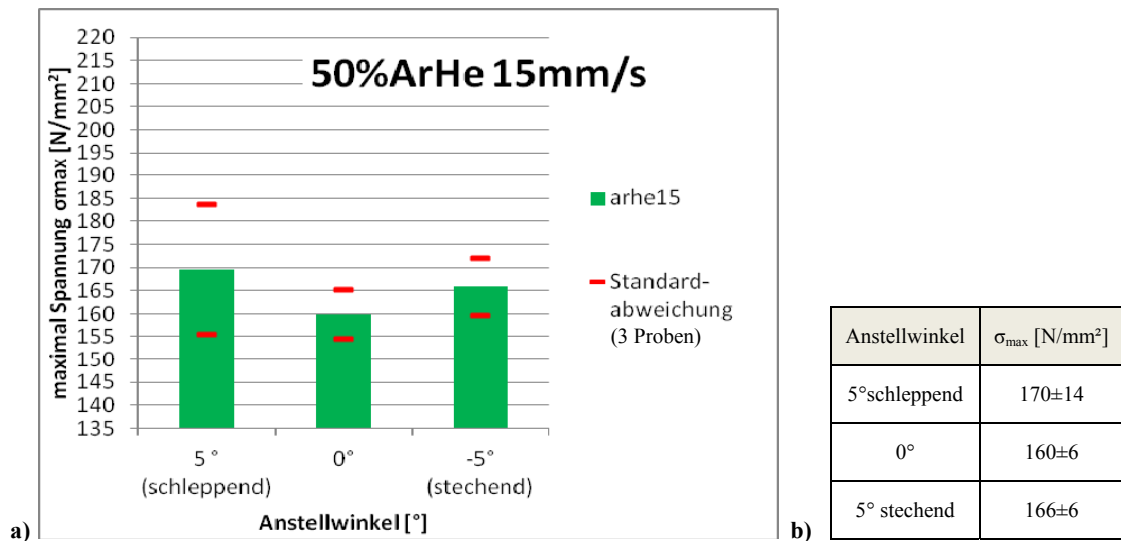 50%ArHe 15mm/s
maximal Spannung σmax [N/mm²]
220
215
210
205
200
195
190
185
180
175
170
165
160
155
150
145
140
135
5 ° 0° -5°
(schleppend) (stechend)
Anstellwinkel [°]
arhe15
Standard-
abweichung
(3 Proben)
a)
b)
Anstellwinkel σmax [N/mm²]
5°schleppend 170±14
0° 160±6
5° stechend 166±6